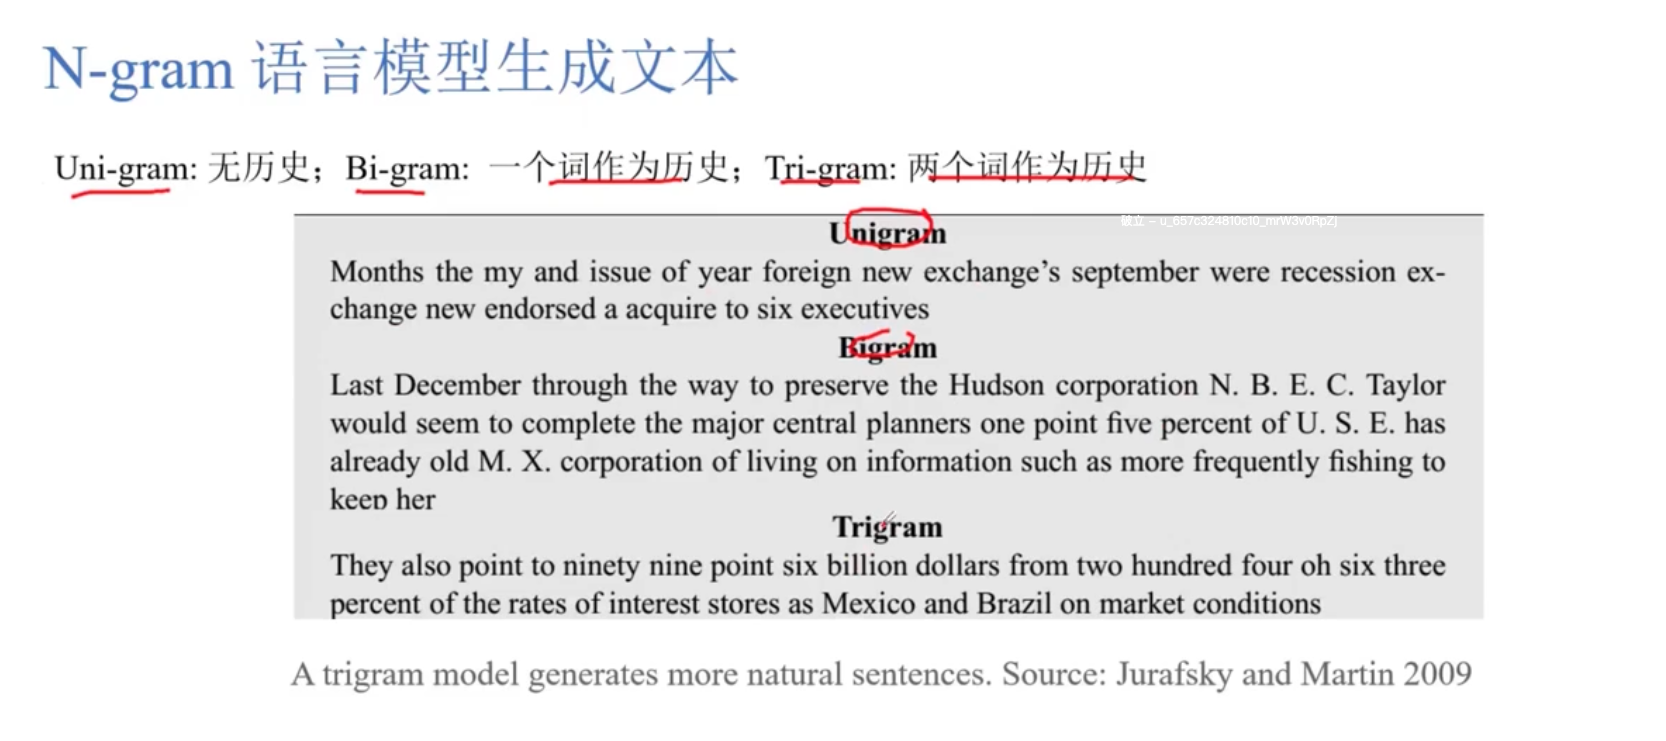 N-gram 语言模型生成文本
Uni-gram: 无历史；Bi-gram: 一个词作为历史；Tri-gram: 两个词作为历史
Unigram
Months the my and issue of year foreign new exchange’s september were recession ex-
change new endorsed a acquire to six executives
Bigram
Last December through the way to preserve the Hudson corporation N. B. E. C. Taylor
would seem to complete the major central planners one point five percent of U. S. E. has
already old M. X. corporation of living on information such as more frequently fishing to
keep her
Trigram
They also point to ninety nine point six billion dollars from two hundred four oh six three
percent of the rates of interest stores as Mexico and Brazil on market conditions
A trigram model generates more natural sentences. Source: Jurafsky and Martin 2009